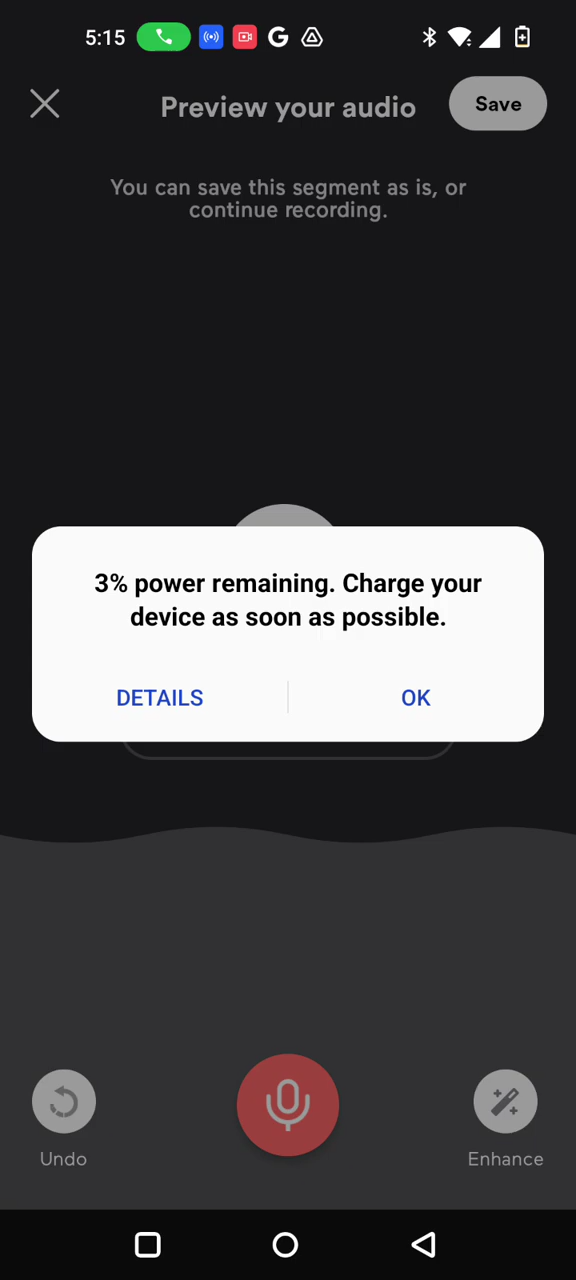 5:15
Preview your audio
Save
You can save this segment as is, or
continue recording.
3% power remaining. Charge your
device as soon as possible.
DETAILS
OK
Undo
Enhance